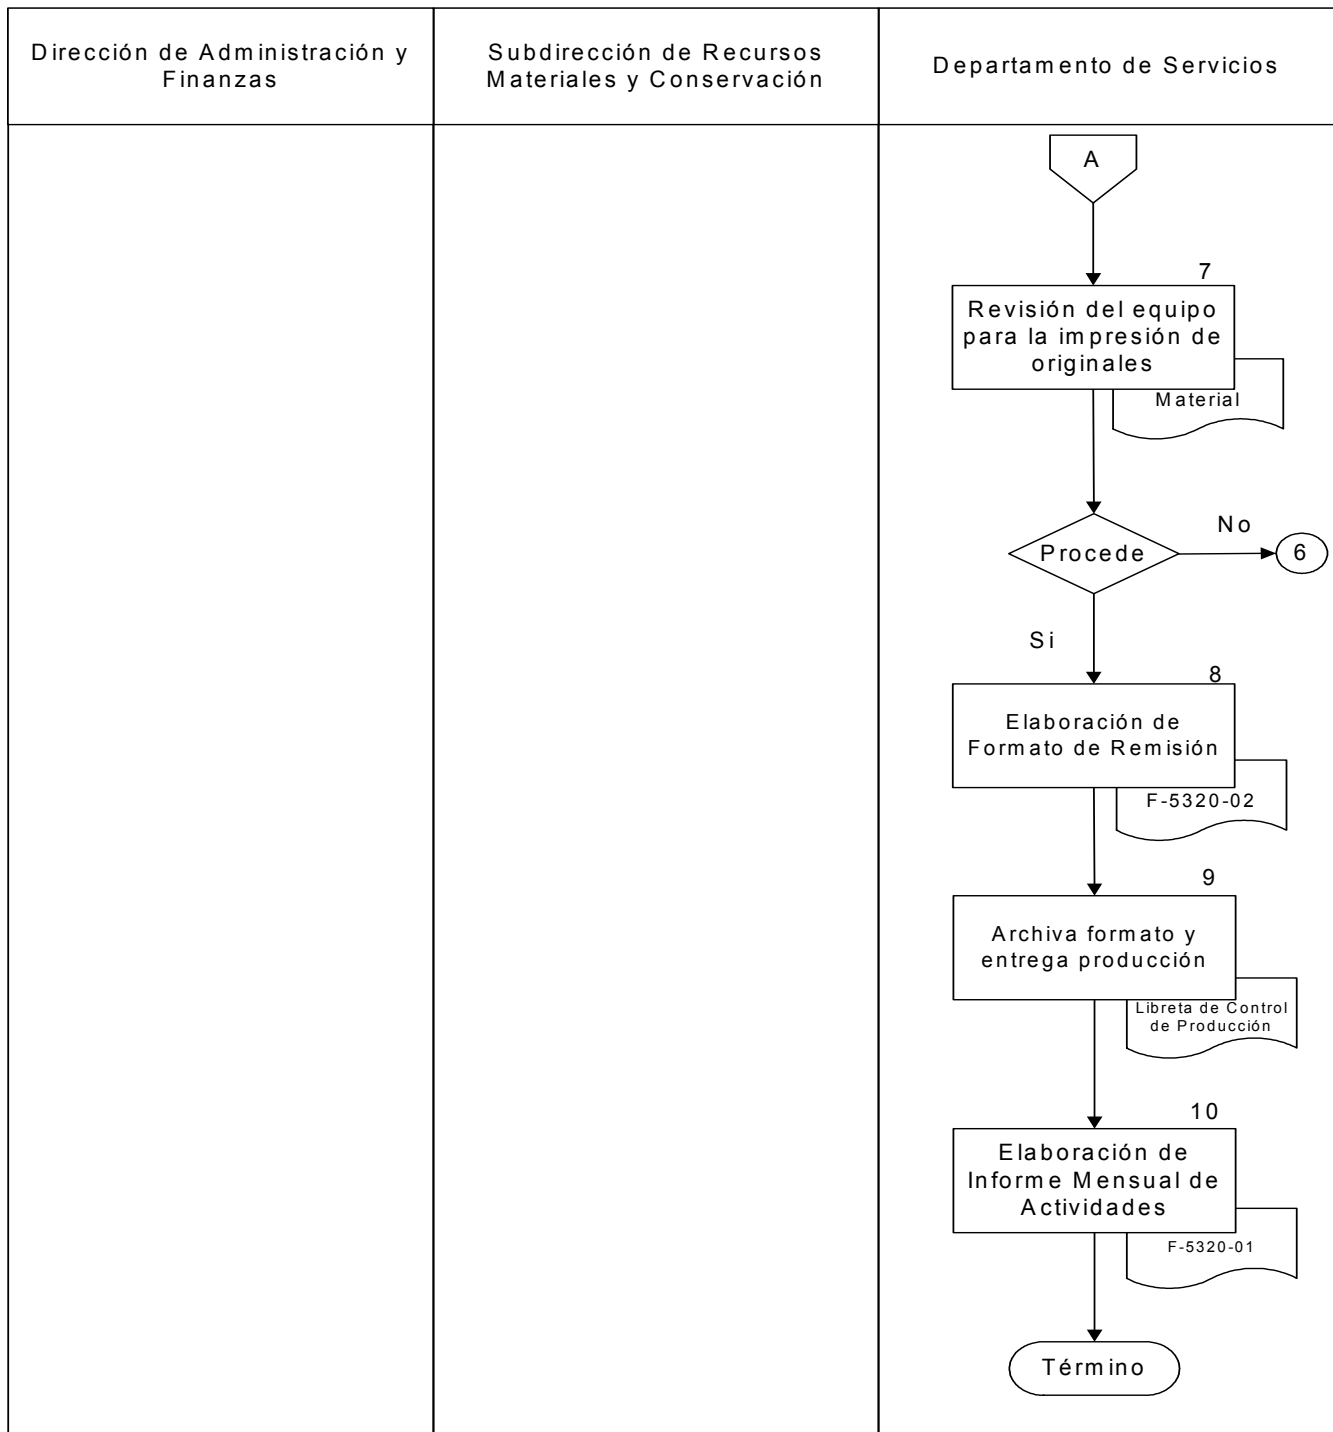 Dirección de Administración y
Finanzas
Subdirección de Recursos
Materiales y Conservación
Departamento de Servicios
A
7
Revisión del equipo
para la impresión de
originales
Material
Procede
No
6
Si
8
Elaboración de
Formato de Remisión
F-5320-02
9
Archiva formato y
entrega producción
Libreta de Control
de Producción
10
Elaboración de
Informe Mensual de
Actividades
F-5320-01
Término